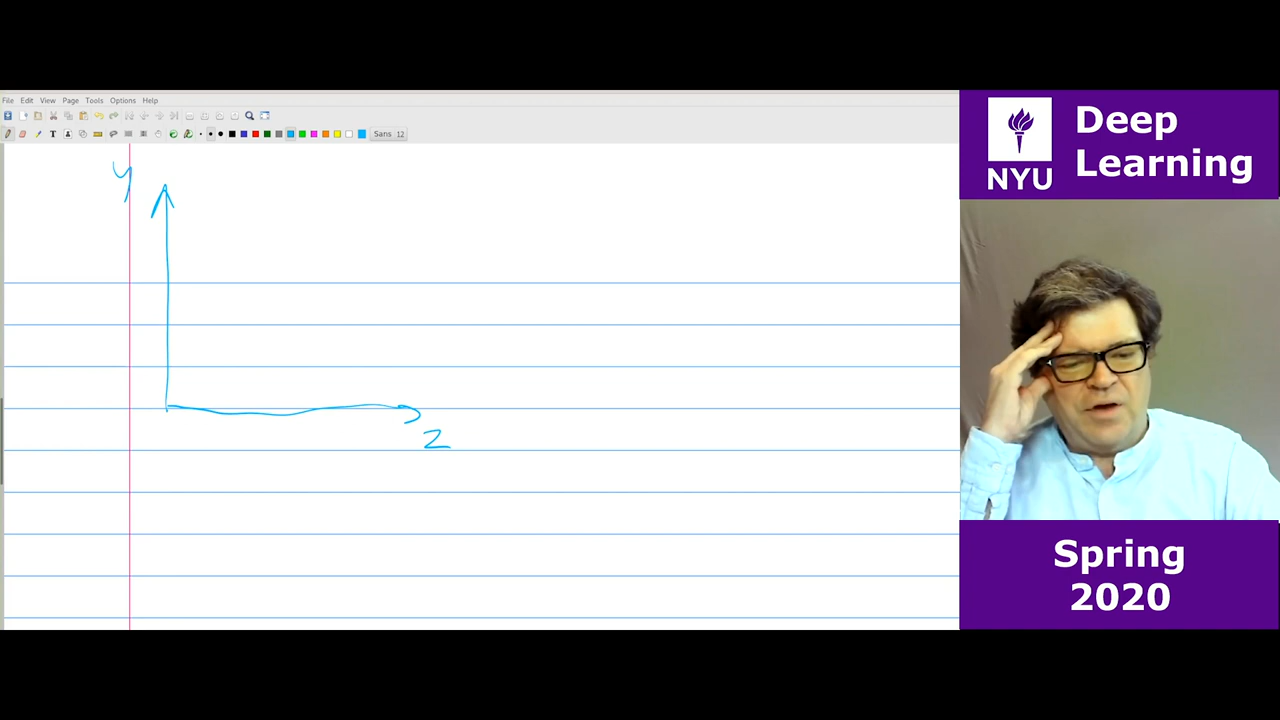 File Edit View Page Tools Options Help
Sans 12
y
z
NYU
Deep
Learning
Spring
2020